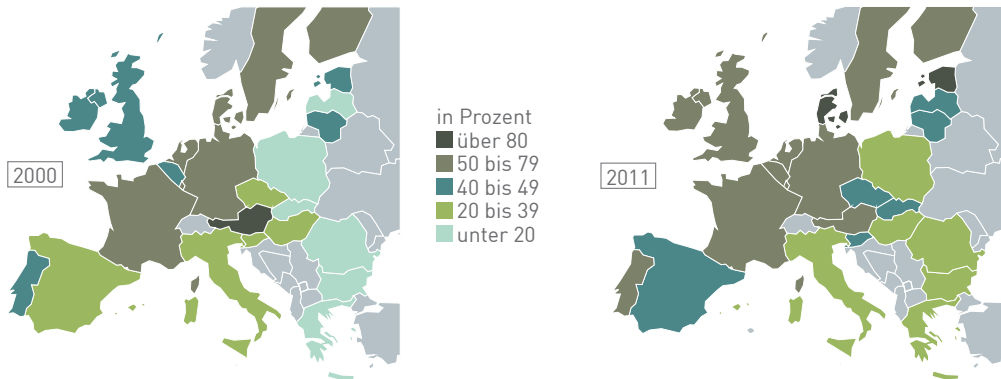 2000
in Prozent
über 80
50 bis 79
40 bis 49
20 bis 39
unter 20
2011